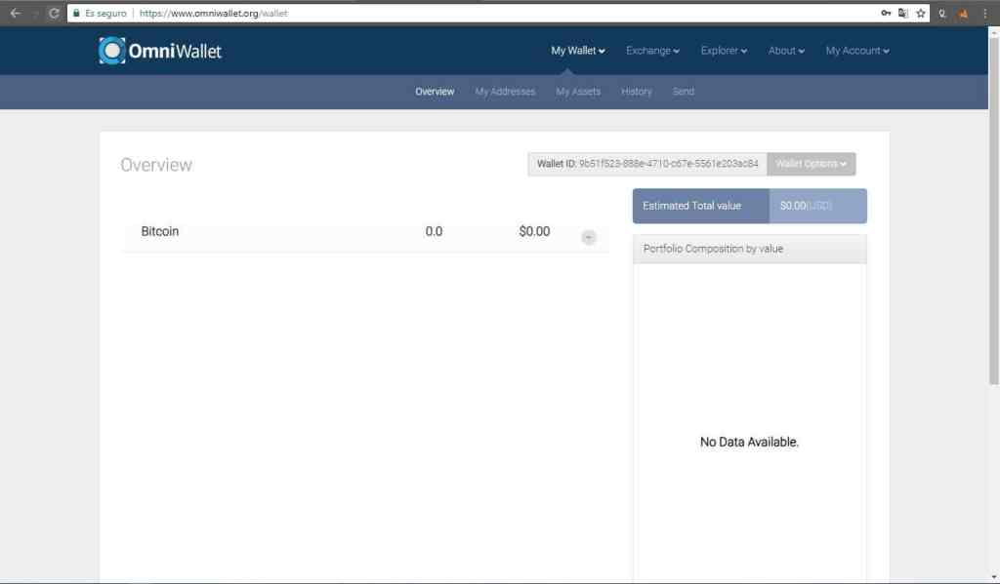 Es seguro | https://www.omniwallet.org/wallet
OmniWallet
My Wallet Exchange Explorer About My Account
Overview My Addresses My Assets History Send
Overview
Wallet ID: 9b51f523-888e-4710-c67e-5561e203ac84 Wallet Options
Estimated Total value $0.00(USD)
Bitcoin 0.0 $0.00
Portfolio Composition by value
No Data Available.